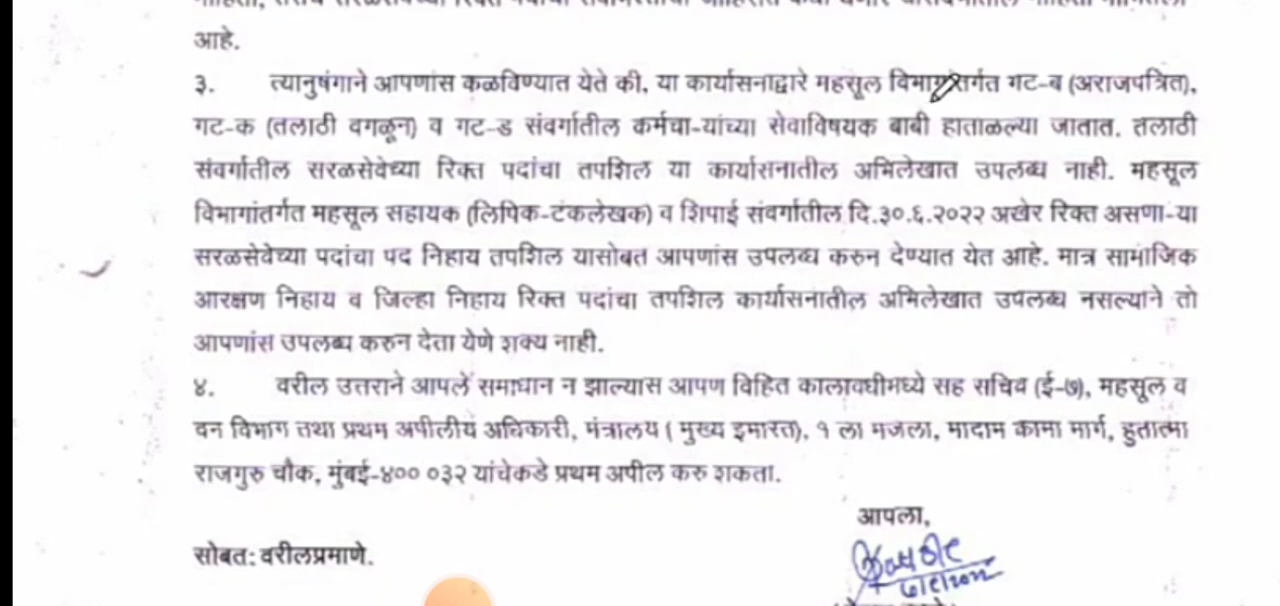 आहे.
३. त्यानुषंगाने आपणांस कळविण्यात येते की, या कार्यासनाद्वारे महसूल विभागांतर्गत गट-ब (अराजपत्रित),
गट-क (तलाठी वगळून) व गट-ड संवर्गातील कर्मचा-यांच्या सेवाविषयक बाबी हाताळल्या जातात. तलाठी
संवर्गातील सरळसेवेच्या रिक्त पदांचा तपशिल या कार्यासनातील अभिलेखात उपलब्ध नाही. महसूल
विभागांतर्गत महसूल सहायक (लिपिक-टंकलेखक) व शिपाई संवर्गातील दि.३०.६.२०२२ अखेर रिक्त असणा-या
सरळसेवेच्या पदांचा पद निहाय तपशिल यासोबत आपणांस उपलब्ध करुन देण्यात येत आहे. मात्र सामाजिक
आरक्षण निहाय व जिल्हा निहाय रिक्त पदांचा तपशिल कार्यासनातील अभिलेखात उपलब्ध नसल्याने तो
आपणांस उपलब्ध करुन देता येणे शक्य नाही.
४. वरील उत्तराने आपले समाधान न झाल्यास आपण विहित कालावधीमध्ये सह सचिव (ई-७), महसूल व
वन विभाग तथा प्रथम अपीलीय अधिकारी, मंत्रालय ( मुख्य इमारत), १ ला मजला, मादाम कामा मार्ग, हुतात्मा
राजगुरु चौक, मुंबई-४०० ०३२ यांचेकडे प्रथम अपील करु शकता.
आपला,
सोबत: वरीलप्रमाणे.